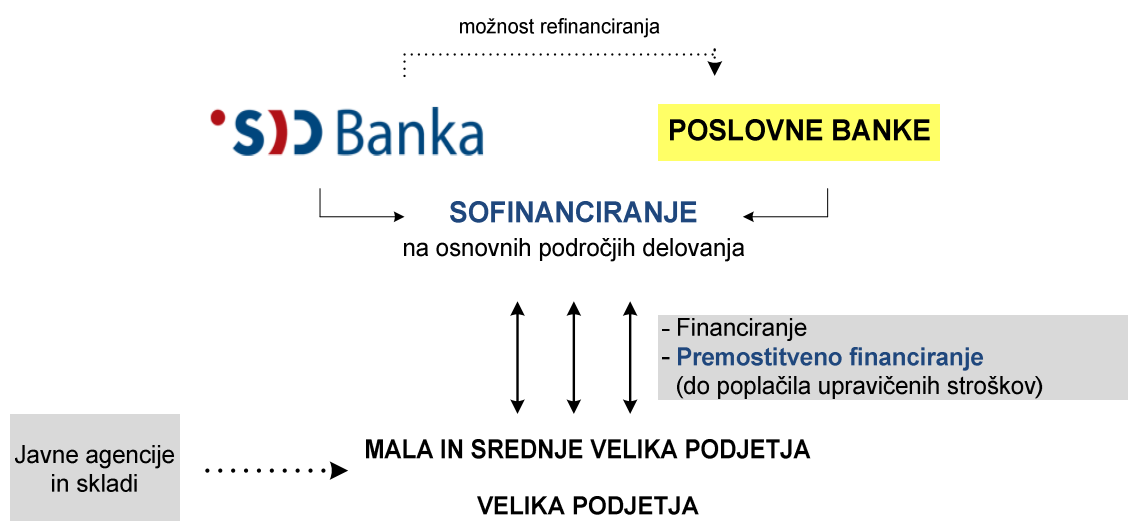 možnost refinanciranja
SID Banka
POSLOVNE BANKE
SOFINANCIRANJE
na osnovnih področjih delovanja
- Financiranje
- Premostitveno financiranje
(do poplačila upravičenih stroškov)
Javne agencije
in skladi
MALA IN SREDNJE VELIKA PODJETJA
VELIKA PODJETJA